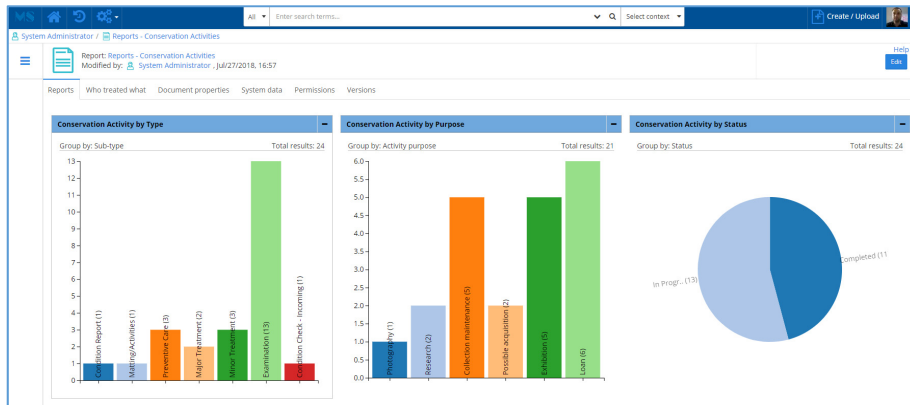 MS
All
Enter search terms...
Select context
Create / Upload
System Administrator / Reports - Conservation Activities
Help
Report: Reports - Conservation Activities
Edit
Modified by: System Administrator , Jul/27/2018, 16:57
Reports Who treated what Document properties System data Permissions Versions
Conservation Activity by Type
Group by: Sub-type Total results: 24
13
12
11
10
9
8
7
6
5
4
3
2
1
0
Condition Report (1)
Matting/Activities (1)
Preventive Care (3)
Major Treatment (2)
Minor Treatment (3)
Examination (13)
Condition Check - Incoming (1)
Conservation Activity by Purpose
Group by: Activity purpose Total results: 21
6.0
5.5
5.0
4.5
4.0
3.5
3.0
2.5
2.0
1.5
1.0
0.5
0.0
Photography (1)
Research (2)
Collection maintenance (5)
Possible acquisition (2)
Exhibition (5)
Loan (6)
Conservation Activity by Status
Group by: Status Total results: 24
In Progr.. (13)
Completed (11